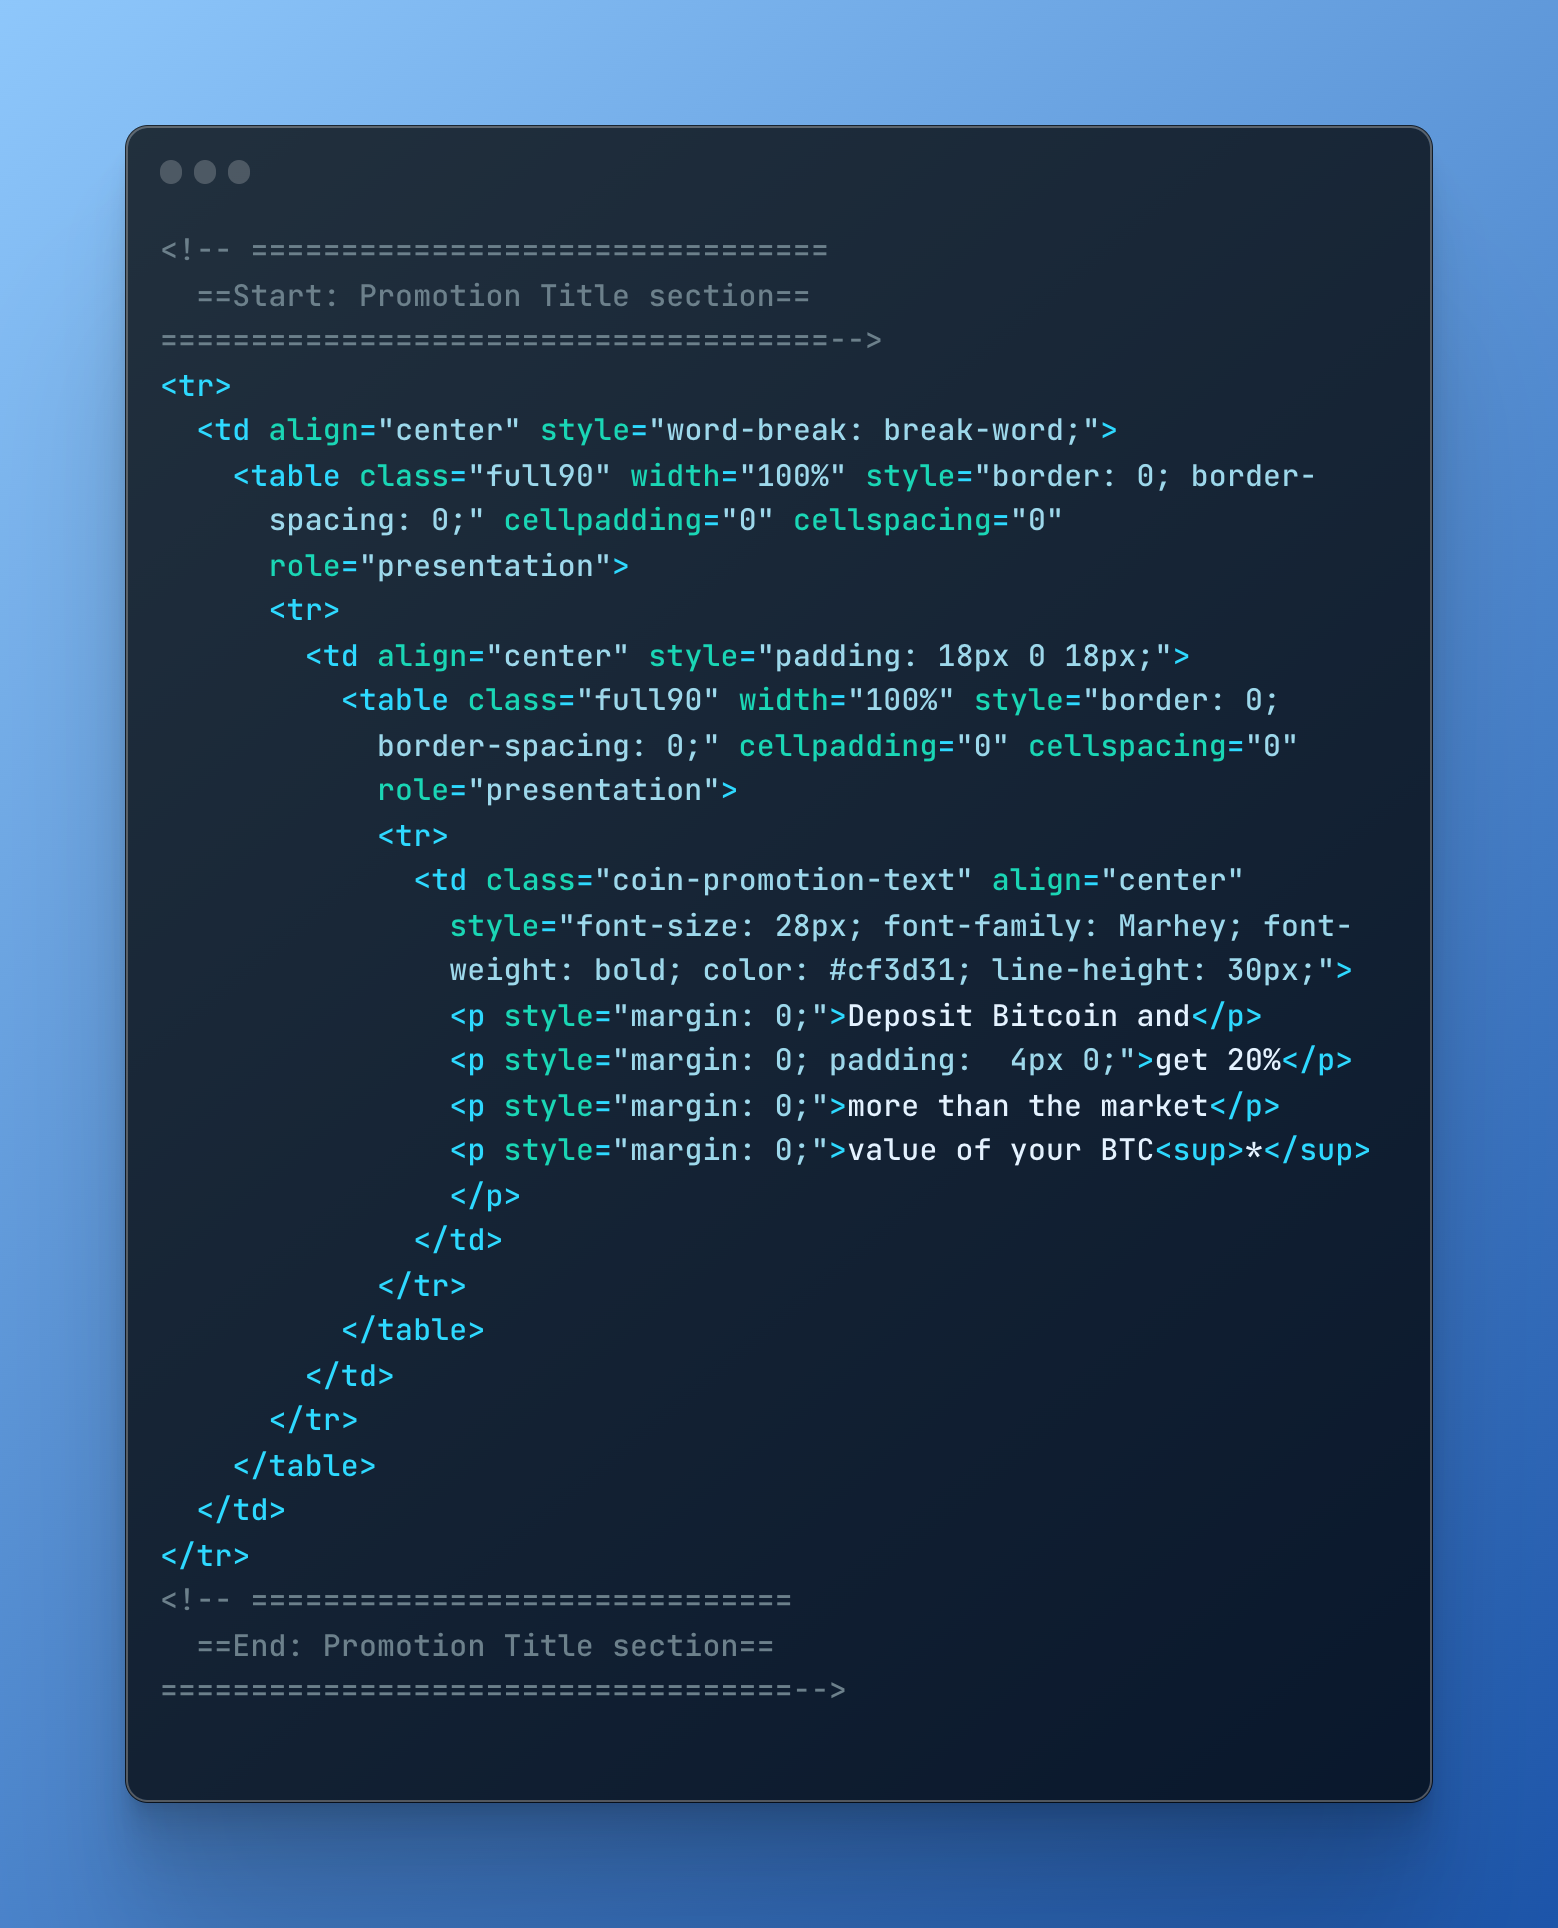 <!-- ================================
==Start: Promotion Title section==
=====================================-->
<tr>
<td align="center" style="word-break: break-word;">
<table class="full90" width="100%" style="border: 0; border-
spacing: 0;" cellpadding="0" cellspacing="0"
role="presentation">
<tr>
<td align="center" style="padding: 18px 0 18px;">
<table class="full90" width="100%" style="border: 0;
border-spacing: 0;" cellpadding="0" cellspacing="0"
role="presentation">
<tr>
<td class="coin-promotion-text" align="center"
style="font-size: 28px; font-family: Marhey; font-
weight: bold; color: #cf3d31; line-height: 30px;">
<p style="margin: 0;">Deposit Bitcoin and</p>
<p style="margin: 0; padding:  4px 0;">get 20%</p>
<p style="margin: 0;">more than the market</p>
<p style="margin: 0;">value of your BTC<sup>*</sup>
</p>
</td>
</tr>
</table>
</td>
</tr>
</table>
</td>
</tr>
<!-- ==============================
==End: Promotion Title section==
===================================-->